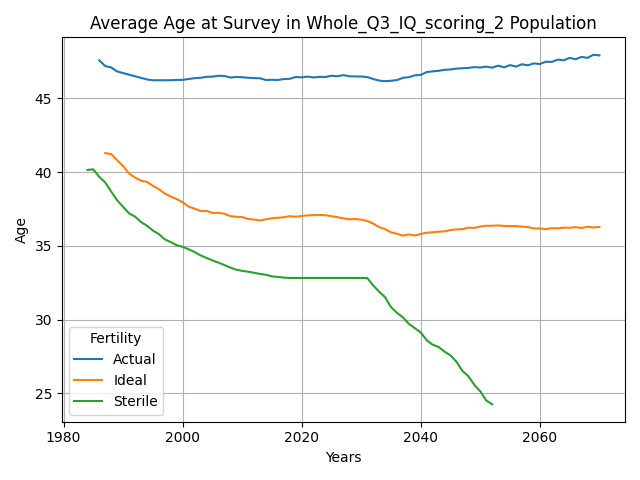 Average Age at Survey in Whole_Q3_IQ_scoring_2 Population
Age
45
40
35
30
25
Fertility
Actual
Ideal
Sterile
1980
2000
2020
2040
2060
Years